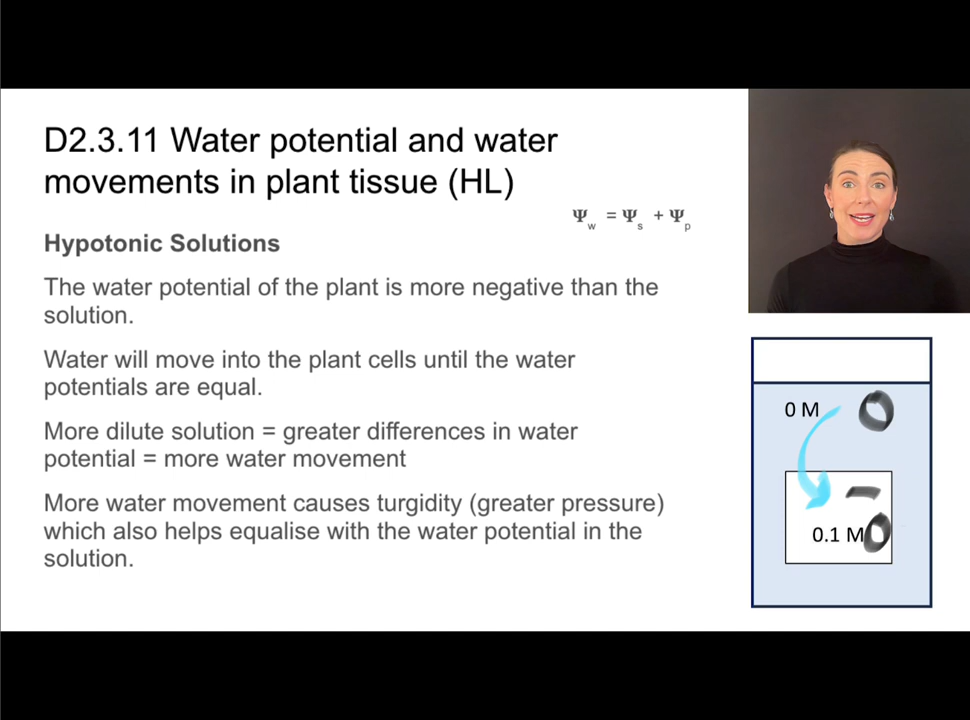 D2.3.11 Water potential and water
movements in plant tissue (HL)
Ψw = Ψs + Ψp
Hypotonic Solutions
The water potential of the plant is more negative than the
solution.
Water will move into the plant cells until the water
potentials are equal.
More dilute solution = greater differences in water
potential = more water movement
More water movement causes turgidity (greater pressure)
which also helps equalise with the water potential in the
solution.
0 M 0
-
0.1 M 0